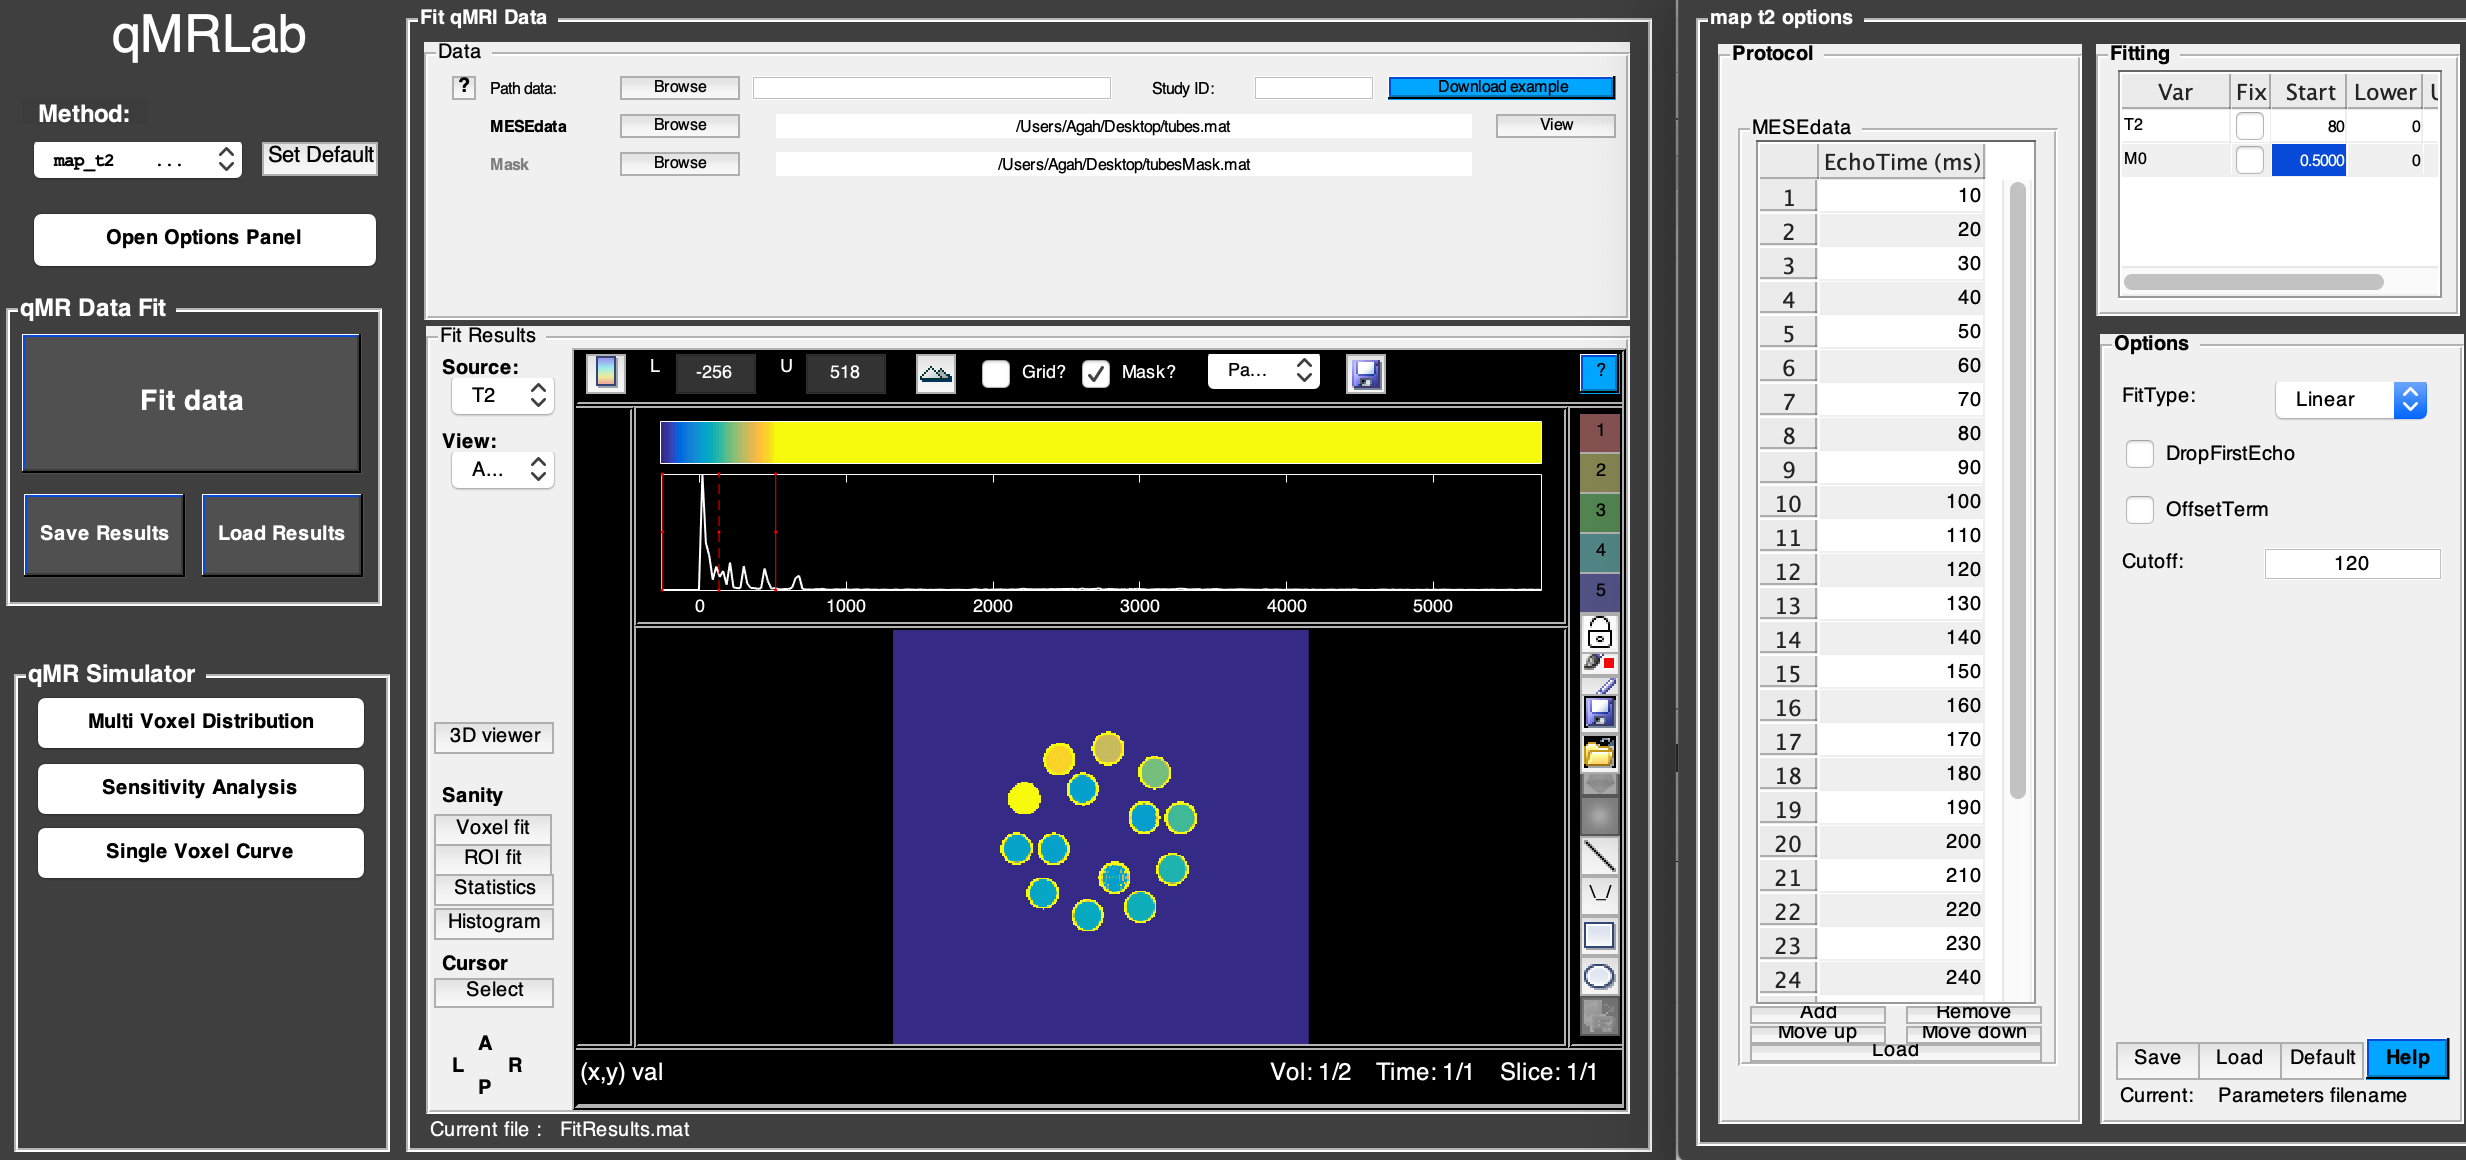 qMRLab
Method:
map_t2 ...
Set Default
Open Options Panel
qMR Data Fit
Fit data
Save Results
Load Results
qMR Simulator
Multi Voxel Distribution
Sensitivity Analysis
Single Voxel Curve
Fit qMRI Data
Data
? Path data: Browse Study ID: Download example
MESEdata Browse /Users/Agah/Desktop/tubes.mat View
Mask Browse /Users/Agah/Desktop/tubesMask.mat
Fit Results
Source:
T2
View:
A...
3D viewer
Sanity
Voxel fit
ROI fit
Statistics
Histogram
Cursor
Select
A
L R
P
L -256 U 518 Grid? Mask? Pa... ?
0 1000 2000 3000 4000 5000
1
2
3
4
5
(x,y) val Vol: 1/2 Time: 1/1 Slice: 1/1
Current file : FitResults.mat
map t2 options
Protocol
MESEdata
EchoTime (ms)
1 10
2 20
3 30
4 40
5 50
6 60
7 70
8 80
9 90
10 100
11 110
12 120
13 130
14 140
15 150
16 160
17 170
18 180
19 190
20 200
21 210
22 220
23 230
24 240
Add Remove
Move up Move down
Load
Fitting
Var Fix Start Lower
T2 80 0
M0 0.5000 0
Options
FitType: Linear
DropFirstEcho
OffsetTerm
Cutoff: 120
Save Load Default Help
Current: Parameters filename